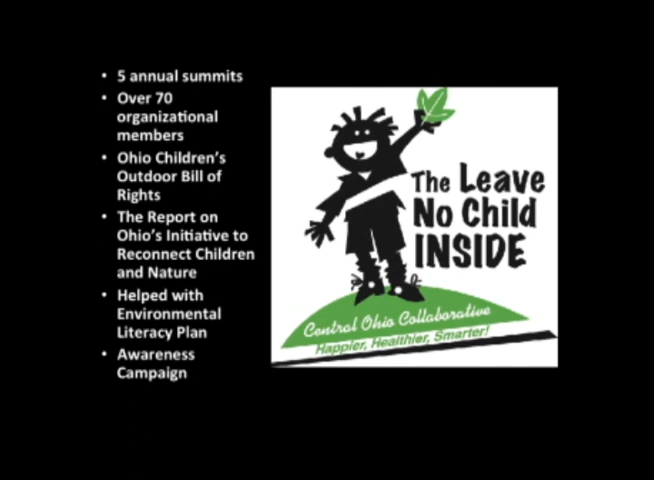 • 5 annual summits
• Over 70
organizational
members
• Ohio Children's
Outdoor Bill of
Rights
• The Report on
Ohio's Initiative to
Reconnect Children
and Nature
• Helped with
Environmental
Literacy Plan
• Awareness
Campaign
The Leave
No Child
INSIDE
Central Ohio Collaborative
Happier, Healthier, Smarter!